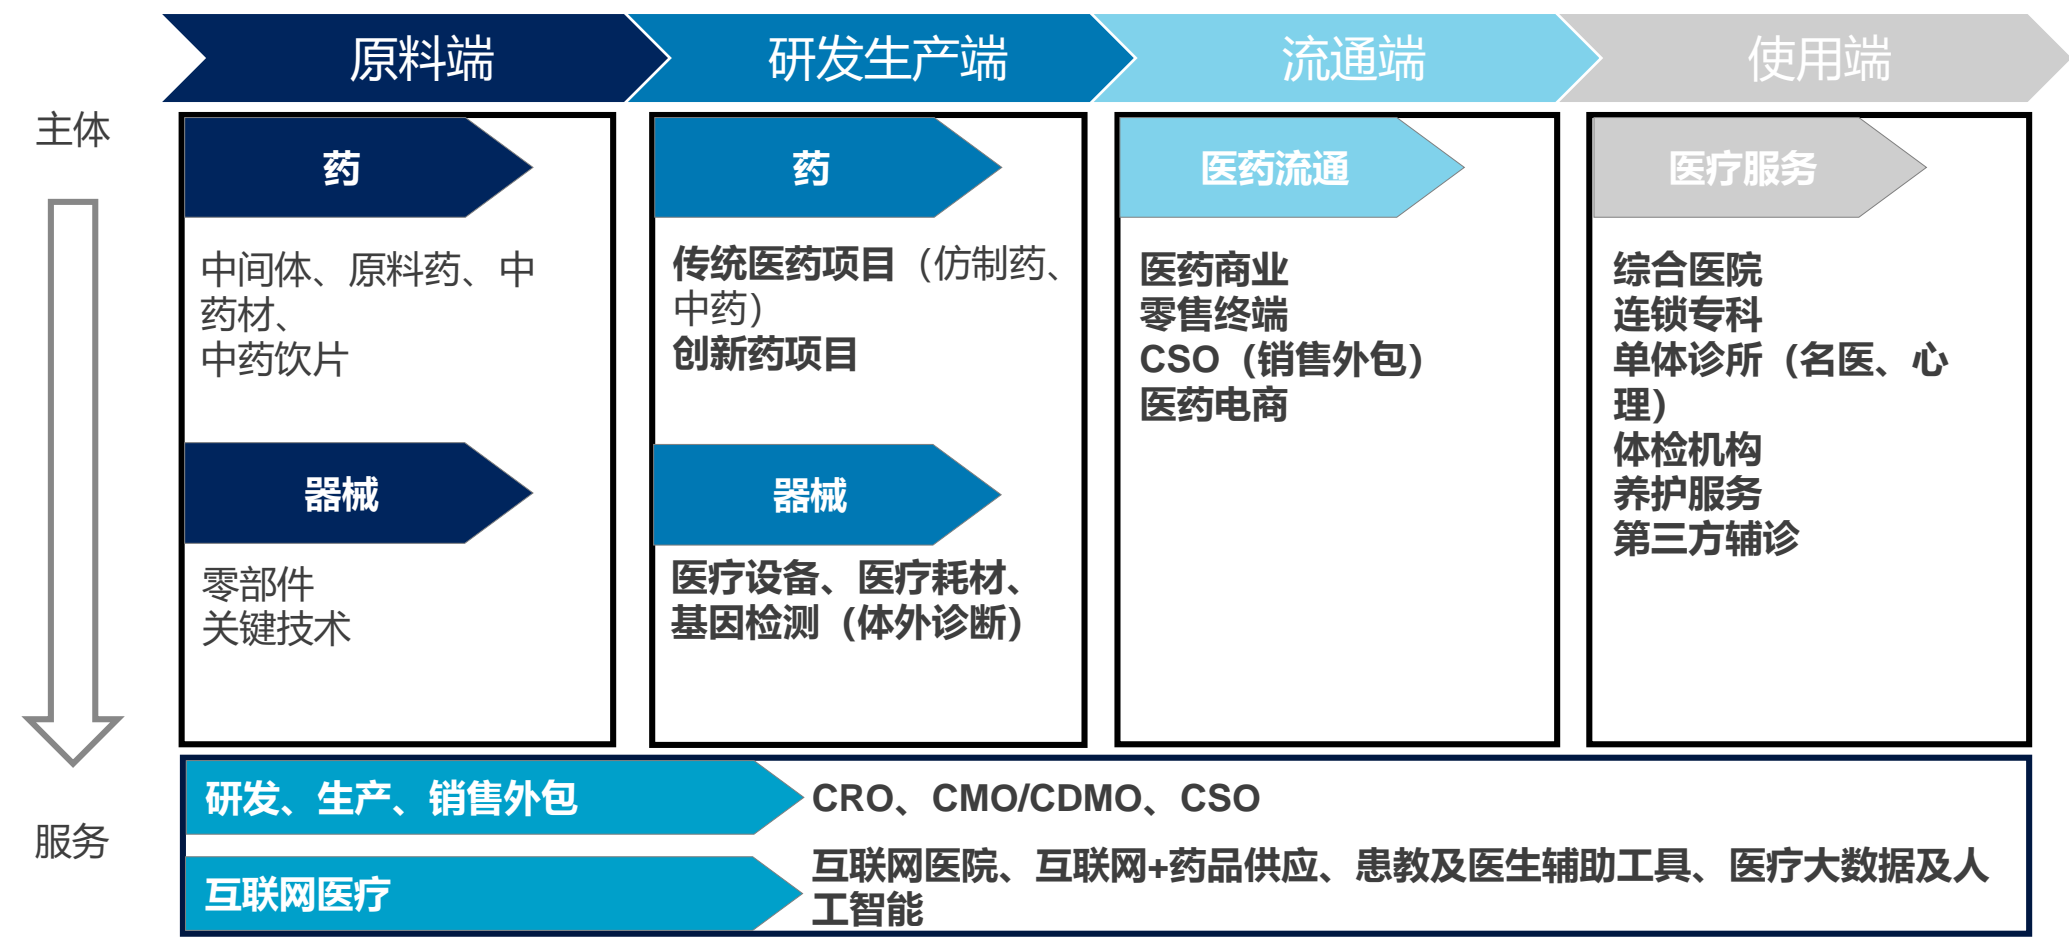 原料端
研发生产端
流通端
使用端
主体
药
中间体、原料药、中
药材、
中药饮片
器械
零部件
关键技术
药
传统医药项目（仿制药、
中药）
创新药项目
器械
医疗设备、医疗耗材、
基因检测（体外诊断）
医药流通
医药商业
零售终端
CSO（销售外包）
医药电商
医疗服务
综合医院
连锁专科
单体诊所（名医、心
理）
体检机构
养护服务
第三方辅诊
服务
研发、生产、销售外包
CRO、CMO/CDMO、CSO
互联网医疗
互联网医院、互联网+药品供应、患教及医生辅助工具、医疗大数据及人
工智能